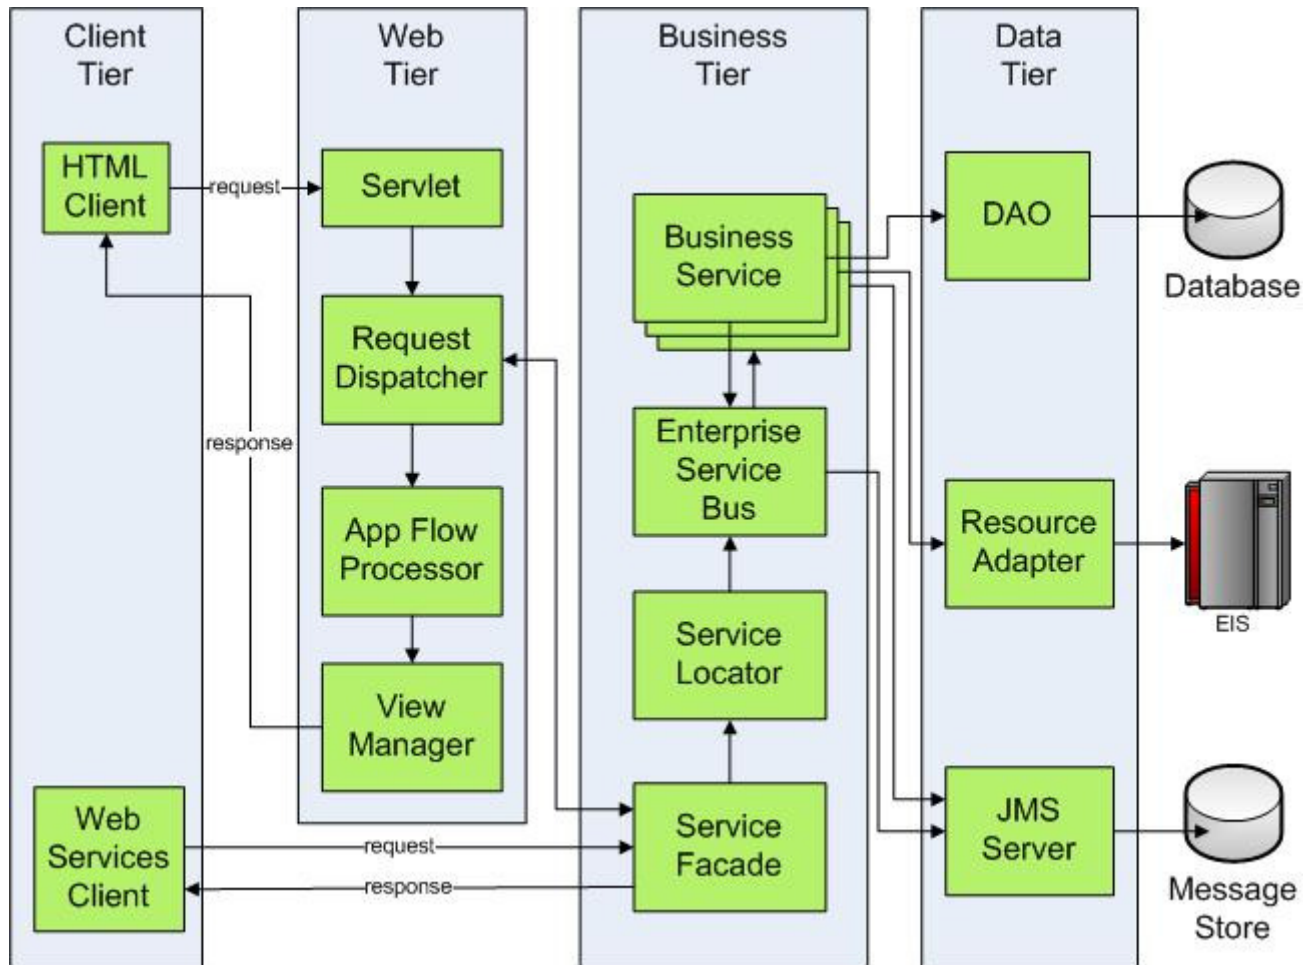 Client
Tier
Web
Tier
Business
Tier
Data
Tier
HTML
Client
request
Servlet
Request
Dispatcher
response
App Flow
Processor
View
Manager
Web
Services
Client
request
response
Business
Service
Enterprise
Service
Bus
Service
Locator
Service
Facade
DAO
Database
Resource
Adapter
EIS
JMS
Server
Message
Store